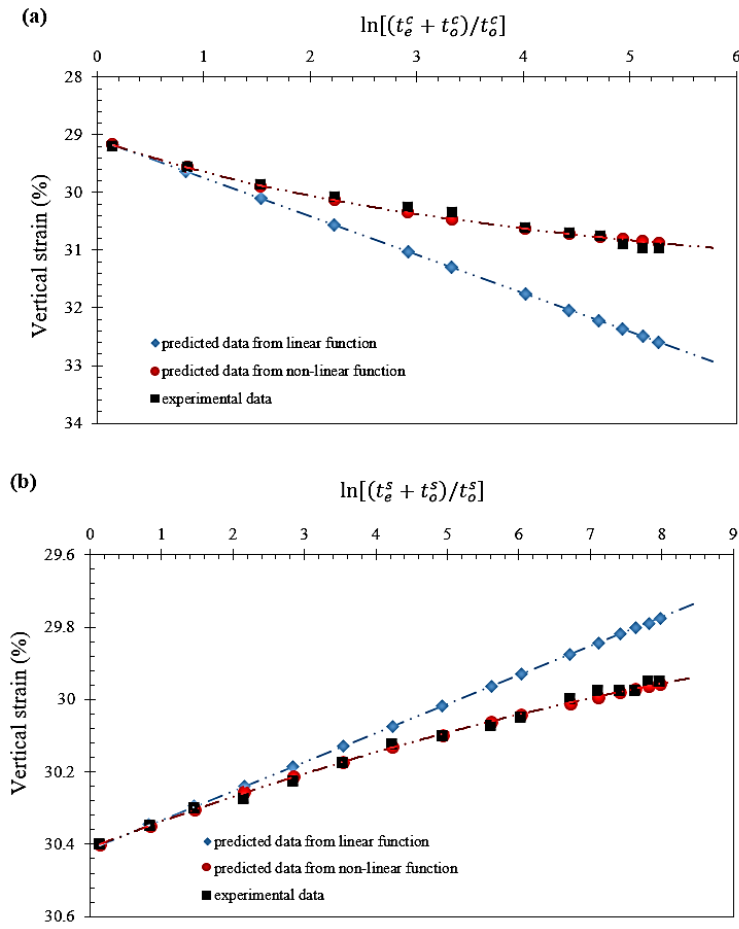 (a)
ln[(t_e^c + t_o^c)/t_o^c]
0 1 2 3 4 5 6
28
29
30
31
32
33
34
Vertical strain (%)
predicted data from linear function
predicted data from non-linear function
experimental data
(b)
ln[(t_e^s + t_o^s)/t_o^s]
0 1 2 3 4 5 6 7 8 9
29.6
29.8
30
30.2
30.4
30.6
Vertical strain (%)
predicted data from linear function
predicted data from non-linear function
experimental data